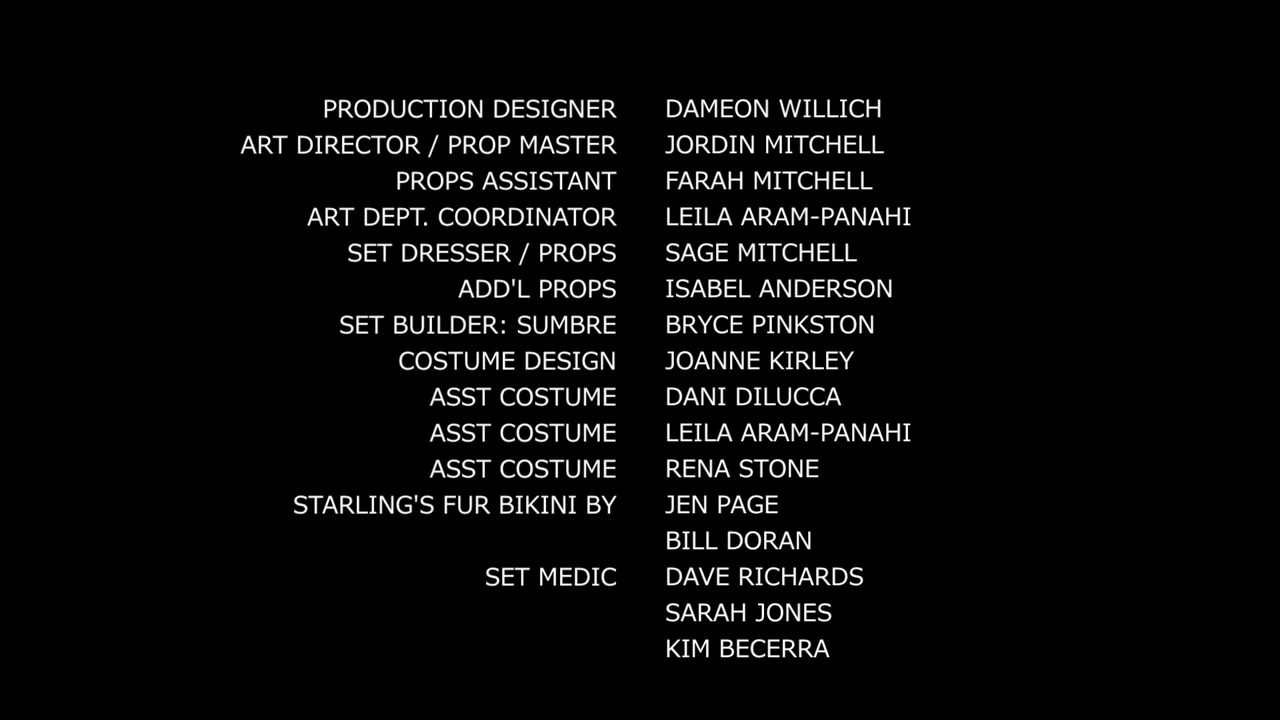 PRODUCTION DESIGNER DAMEON WILLICH
ART DIRECTOR / PROP MASTER JORDIN MITCHELL
PROPS ASSISTANT FARAH MITCHELL
ART DEPT. COORDINATOR LEILA ARAM-PANAHI
SET DRESSER / PROPS SAGE MITCHELL
ADD'L PROPS ISABEL ANDERSON
SET BUILDER: SUMBRE BRYCE PINKSTON
COSTUME DESIGN JOANNE KIRLEY
ASST COSTUME DANI DILUCCA
ASST COSTUME LEILA ARAM-PANAHI
ASST COSTUME RENA STONE
STARLING'S FUR BIKINI BY JEN PAGE
BILL DORAN
SET MEDIC DAVE RICHARDS
SARAH JONES
KIM BECERRA